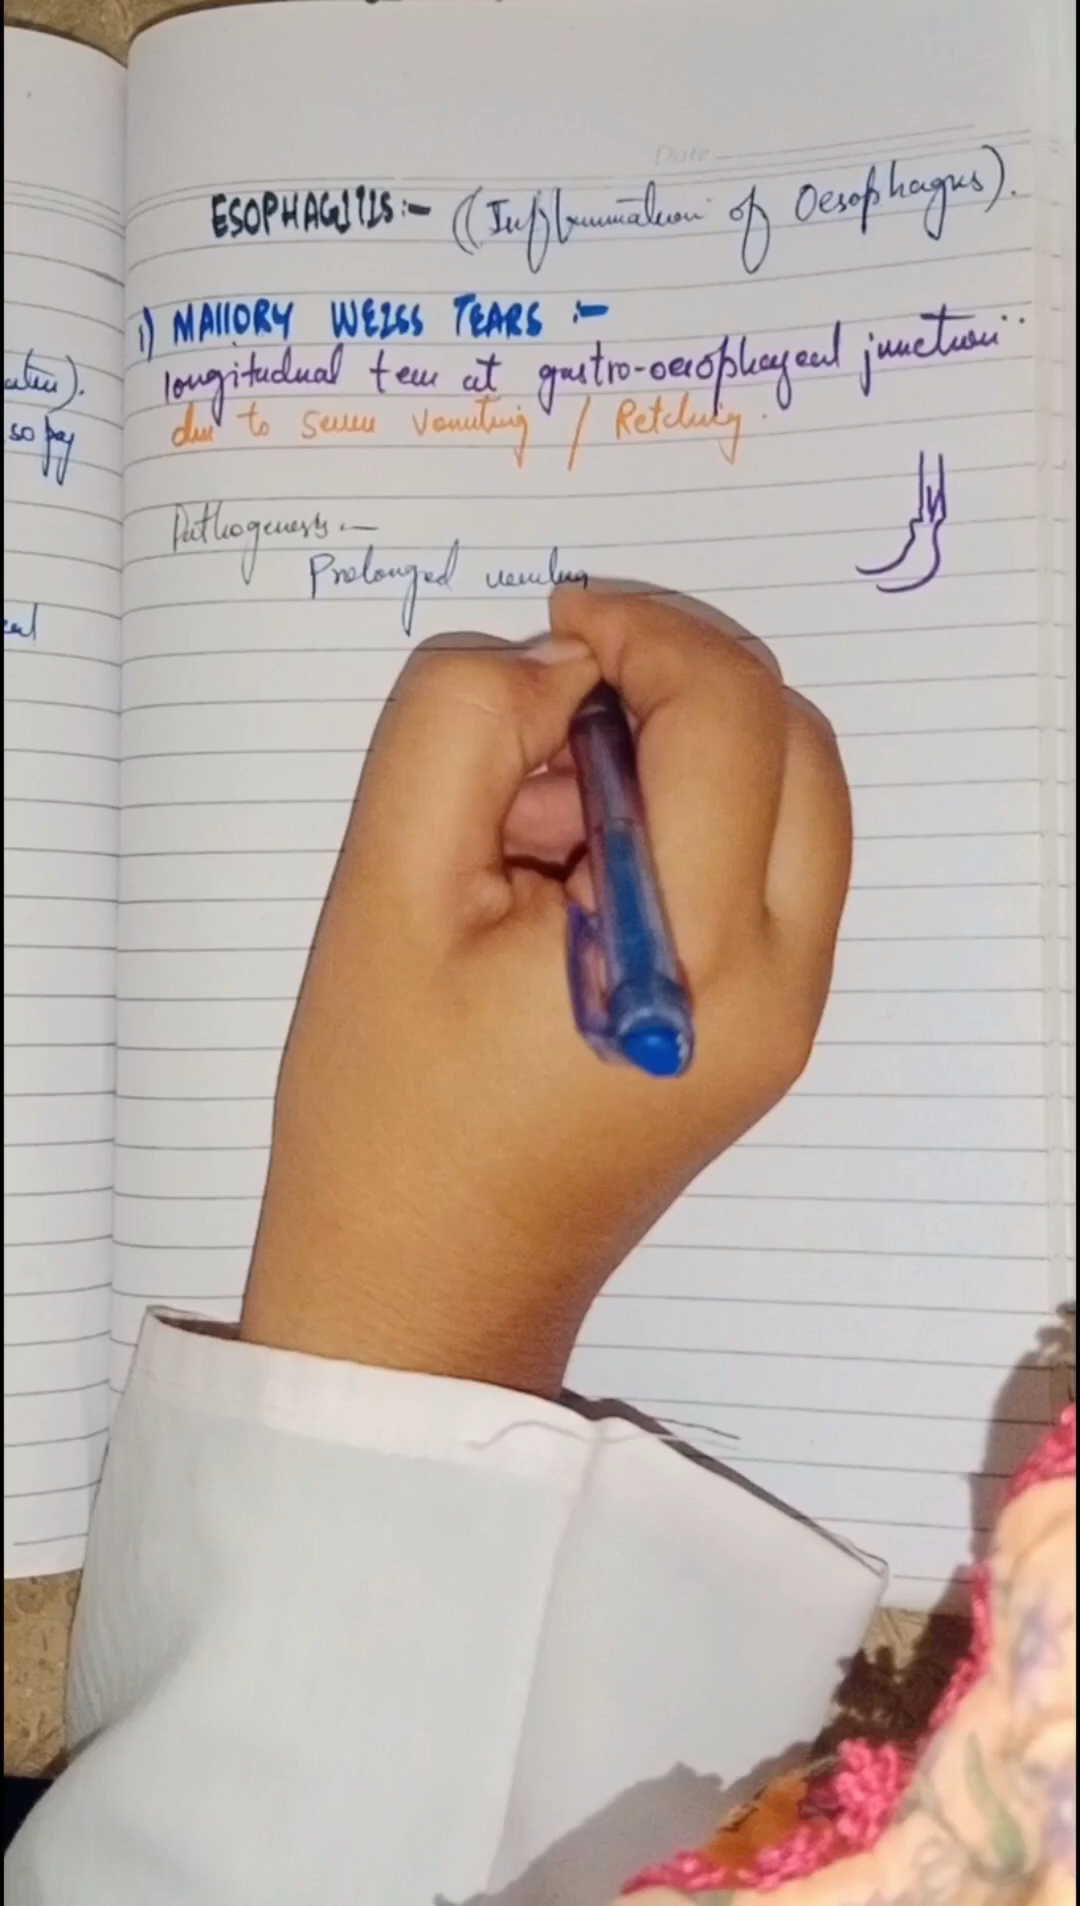 Date
ESOPHAGITIS:- ((Inflammation of Oesophagus).
1) MALLORY WEISS TEARS :-
longitudinal tear at gastro-oesophageal junction
due to severe vomiting / Retching.
so
Pathogenesis:-
Prolonged vomiting